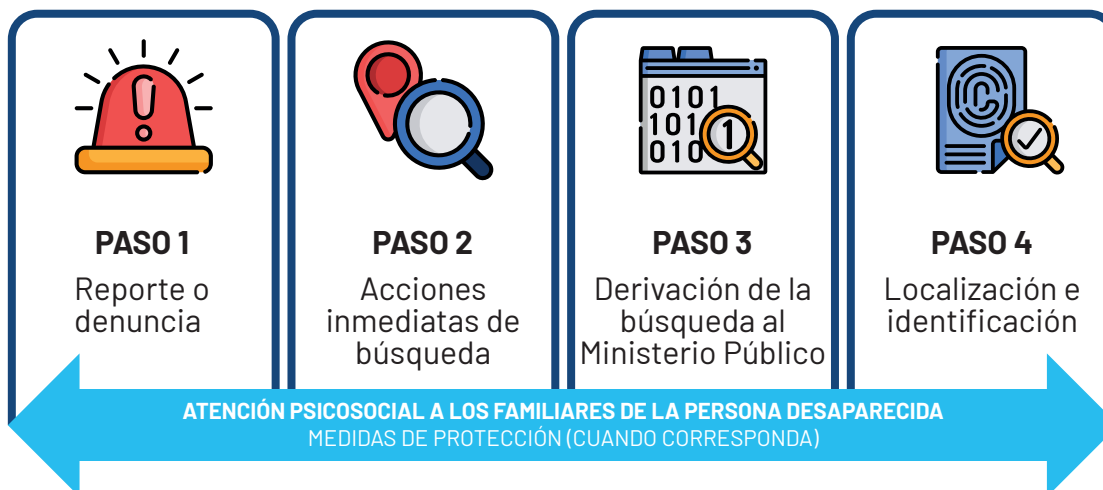 0101
101
1
010
PASO 1
Reporte o
denuncia
PASO 2
Acciones
inmediatas de
búsqueda
PASO 3
Derivación de la
búsqueda al
Ministerio Público
PASO 4
Localización e
identificación
ATENCIÓN PSICOSOCIAL A LOS FAMILIARES DE LA PERSONA DESAPARECIDA
MEDIDAS DE PROTECCIÓN (CUANDO CORRESPONDA)